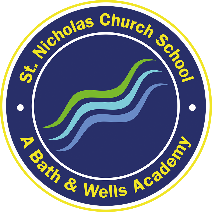 St. Nicholas Church School
A Bath & Wells Academy